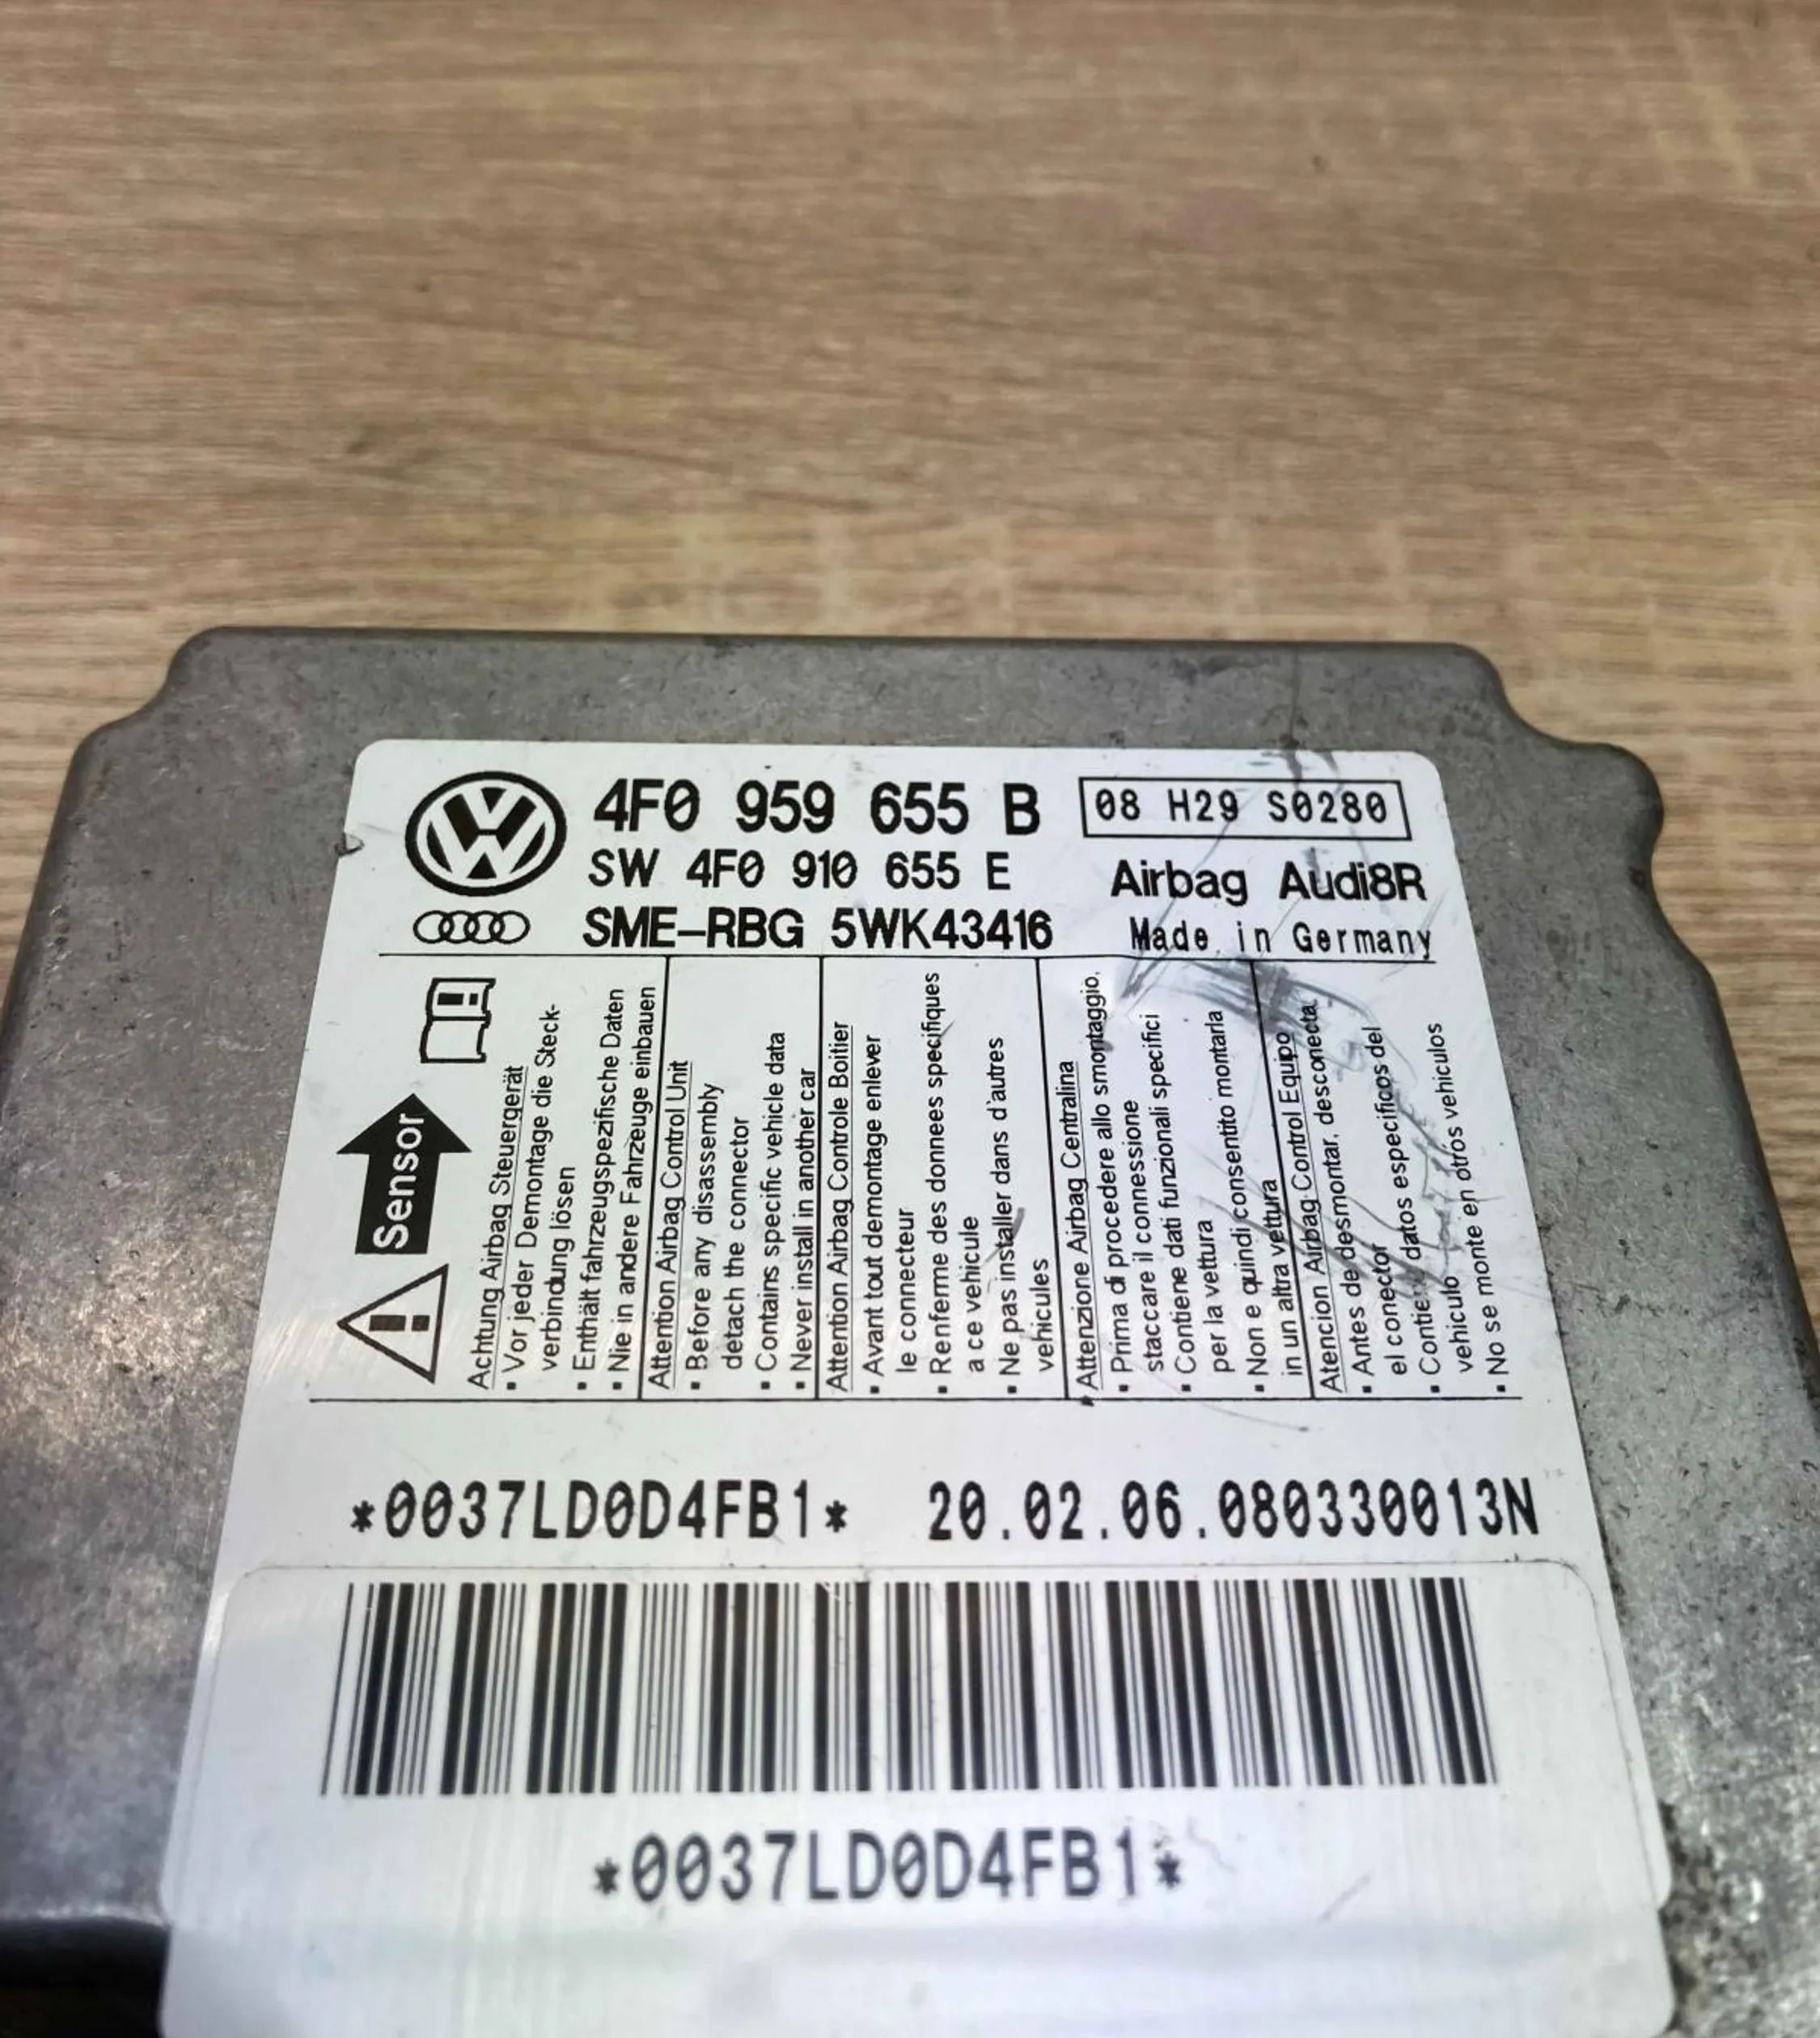 4F0 959 655 B
08 H29 S0280
SW 4F0 910 655 E
Airbag Audi8R
SME-RBG 5WK43416
Made in Germany
Sensor
Achtung Airbag Steuergerät
▪ Vor jeder Demontage die Steck-
verbindung lösen
▪ Enthält fahrzeugspezifische Daten
▪ Nie in andere Fahrzeuge einbauen
Attention Airbag Control Unit
▪ Before any disassembly
detach the connector
▪ Contains specific vehicle data
▪ Never install in another car
Attention Airbag Controle Boitier
▪ Avant tout demontage enlever
le connecteur
▪ Renferme des donnees specifiques
a ce vehicule
▪ Ne pas installer dans d'autres
vehicules
Attenzione Airbag Centralina
▪ Prima di procedere allo smontaggio,
staccare il connessione
▪ Contiene dati funzionali specifici
per la vettura
▪ Non e quindi consentito montarla
in un altra vettura
Atencion Airbag Control Equipo
▪ Antes de desmontar, desconecta
el conector
▪ Contiene datos especificos del
vehiculo
▪ No se monte en otros vehiculos
*0037LD0D4FB1* 20.02.06.080330013N
*0037LD0D4FB1*